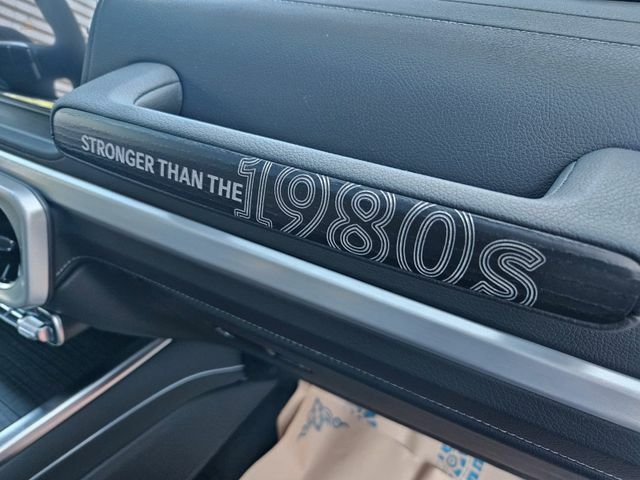 STRONGER THAN THE 1980s